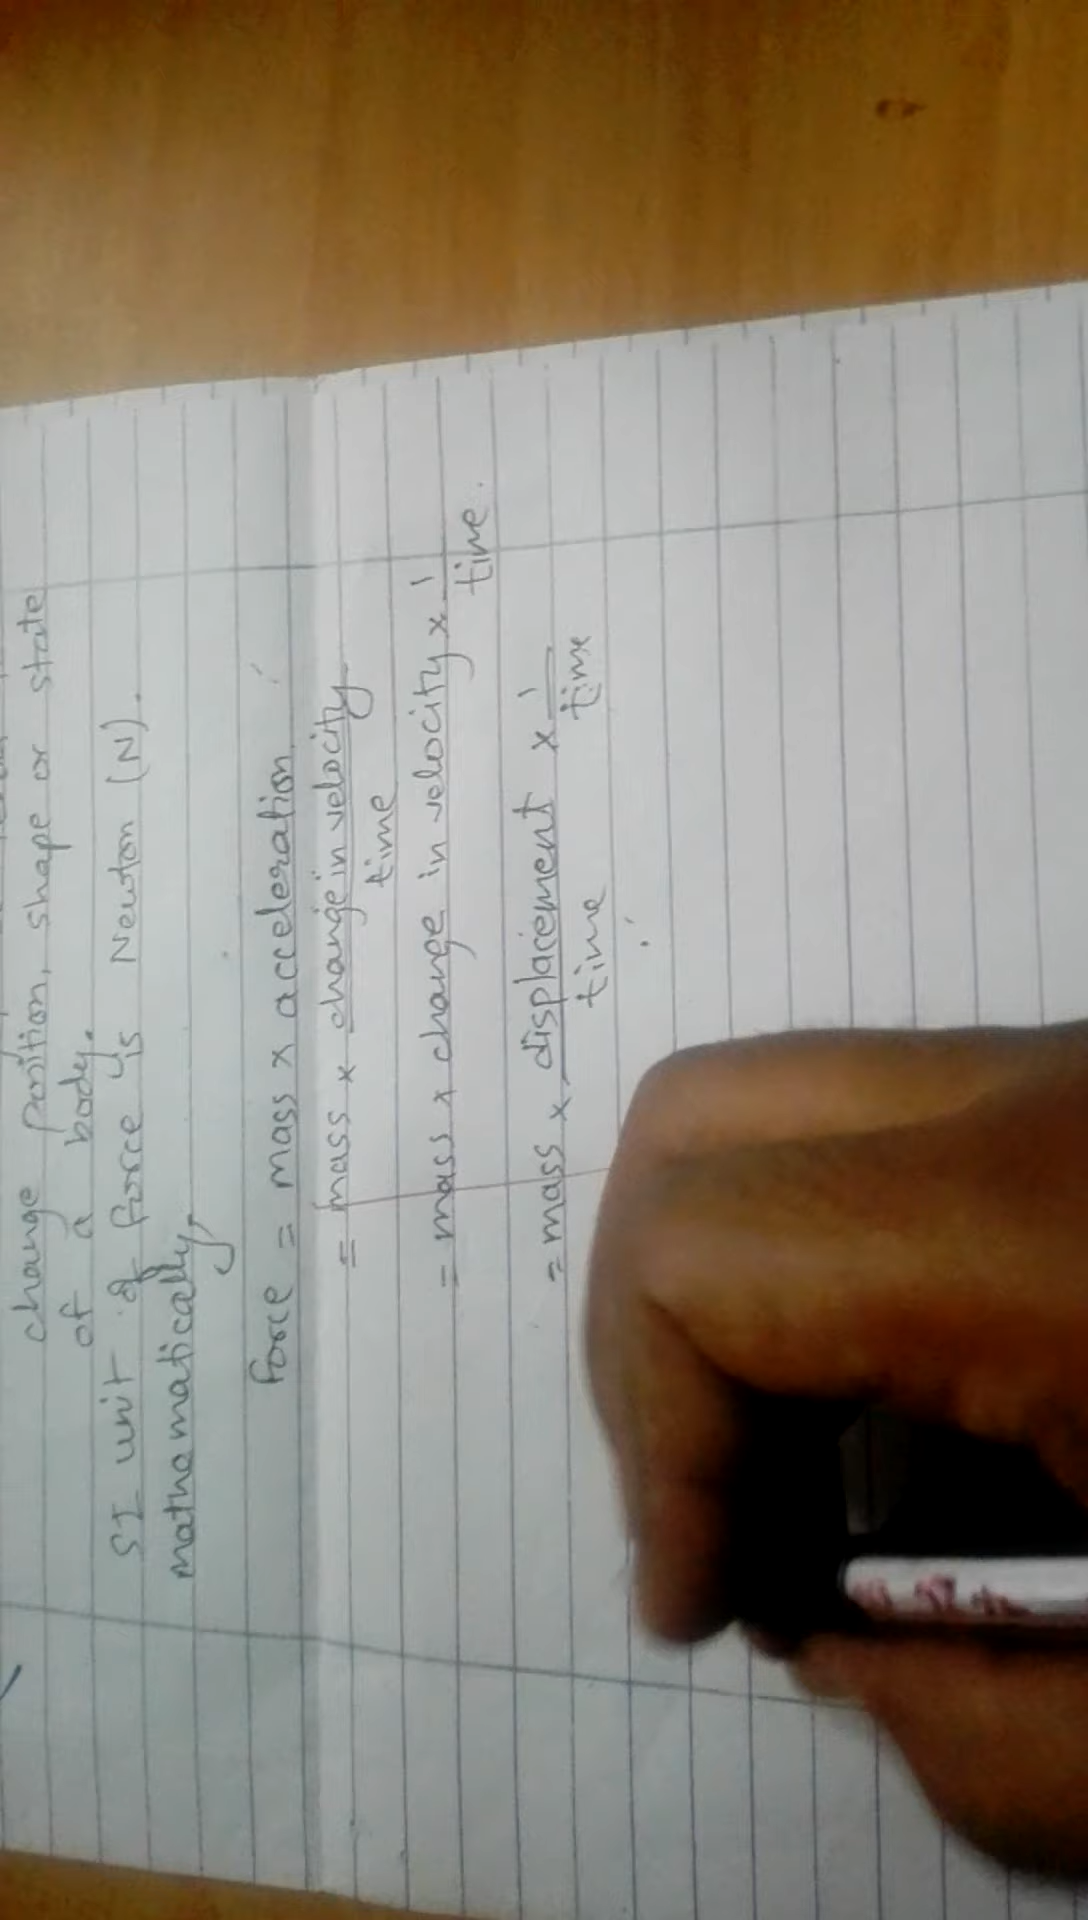 change position, shape or state
of a body.
SI unit of force is Newton (N).
mathematically,
Force = mass x acceleration
= mass x change in velocity
time
= mass x change in velocity x 1
time.
= mass x displacement x 1
time time